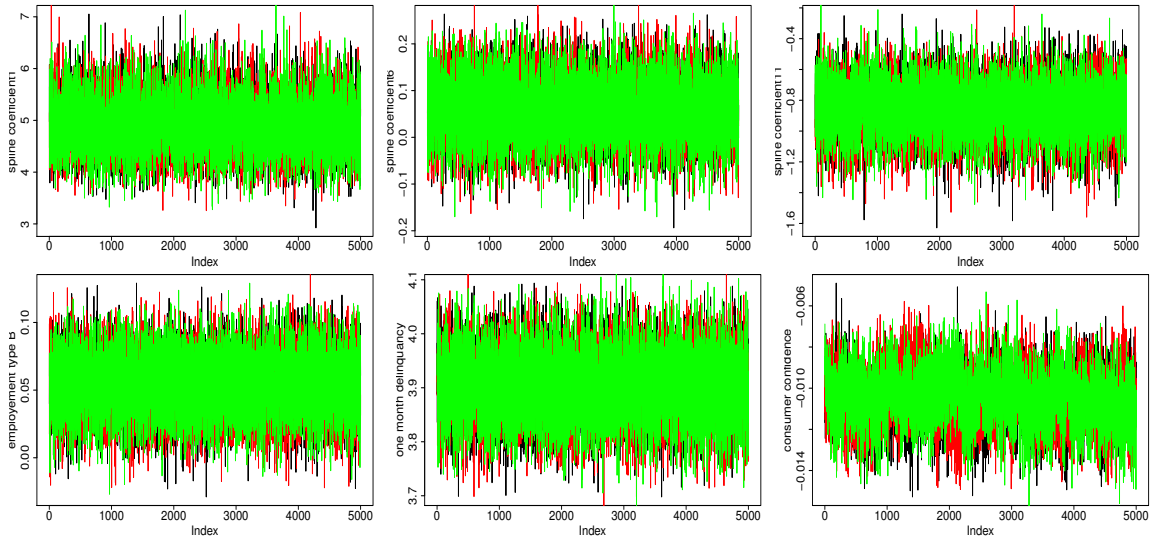 spline coefficient1
3 4 5 6 7
0 1000 2000 3000 4000 5000
Index
spline coefficient6
−0.2 −0.1 0.0 0.1 0.2
0 1000 2000 3000 4000 5000
Index
spline coefficient11
−1.6 −1.2 −0.8 −0.4
0 1000 2000 3000 4000 5000
Index
empoyement type B
0.00 0.05 0.10
0 1000 2000 3000 4000 5000
Index
one month delinquancy
3.7 3.8 3.9 4.0 4.1
0 1000 2000 3000 4000 5000
Index
consumer confidence
−0.014 −0.010 −0.006
0 1000 2000 3000 4000 5000
Index